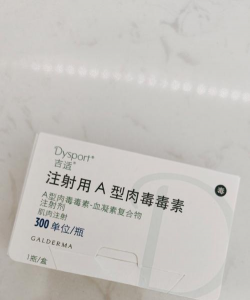 Dysport®
吉适®
注射用A型肉毒毒素
A型肉毒毒素-血凝素复合物
注射剂
肌肉注射
300单位/瓶
GALDERMA
1瓶/盒
毒